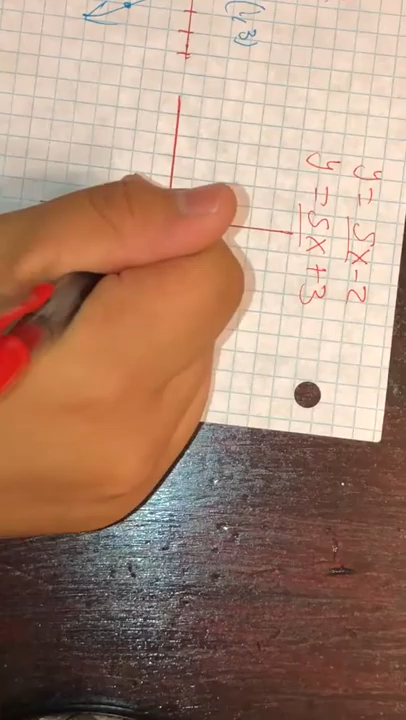 y = 5x - 2
y = 5x + 3
(1, 3)